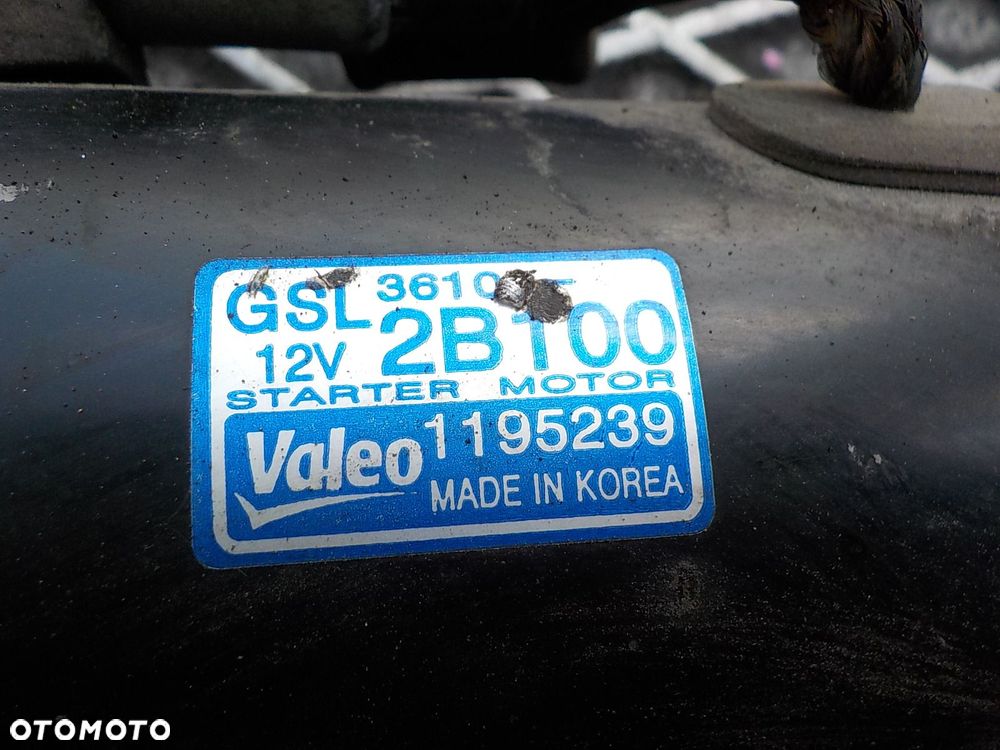 GSL 3610
12V 2B100
STARTER MOTOR
Valeo 1195239
MADE IN KOREA
OTOMOTO